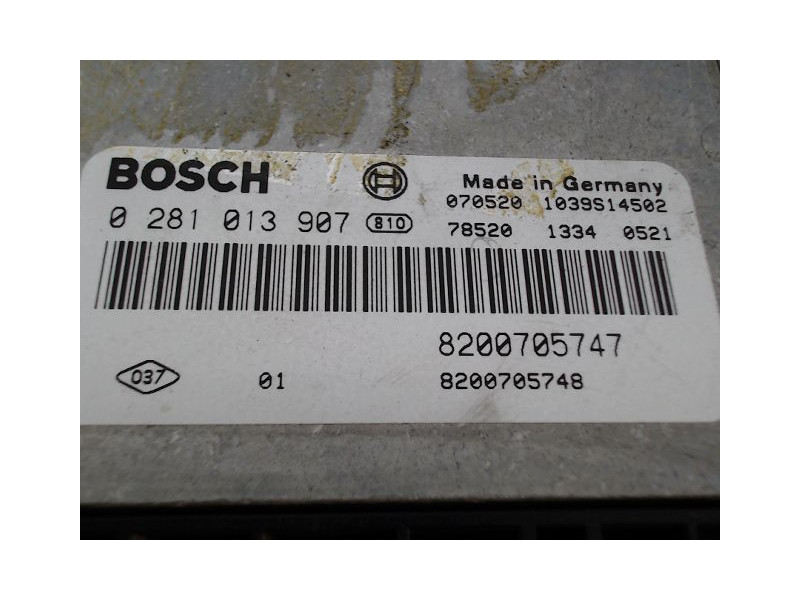 BOSCH
Made in Germany
070520 1039S14502
0 281 013 907 810
78520 1334 0521
8200705747
037 01 8200705748